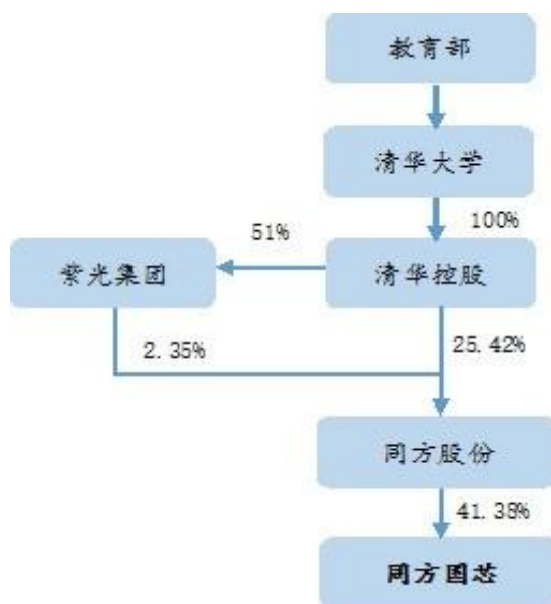 教育部
清华大学
100%
51%
紫光集团
清华控股
2.35%
25.42%
同方股份
41.38%
同方国芯